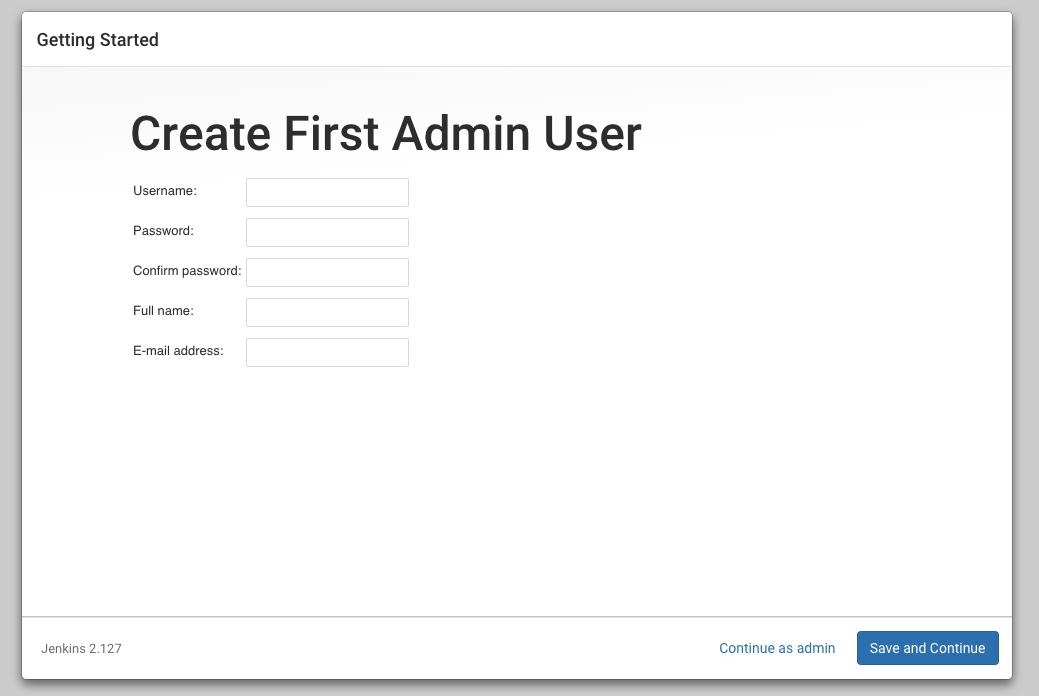 Getting Started
Create First Admin User
Username:
Password:
Confirm password:
Full name:
E-mail address:
Jenkins 2.127
Continue as admin
Save and Continue